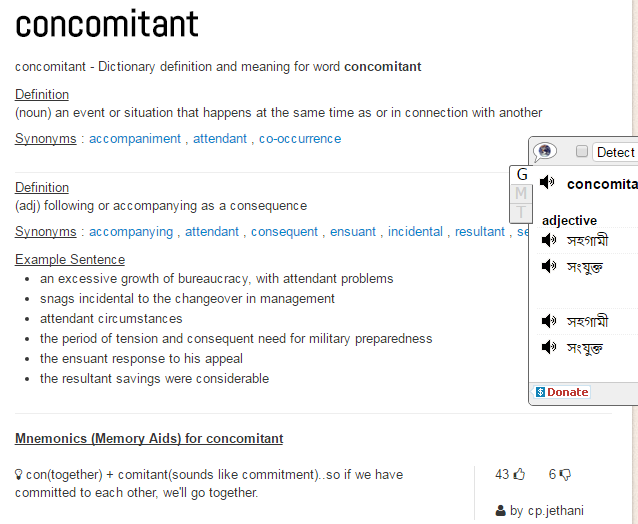 concomitant
concomitant - Dictionary definition and meaning for word concomitant
Definition
(noun) an event or situation that happens at the same time as or in connection with another
Synonyms : accompaniment , attendant , co-occurrence
Definition
(adj) following or accompanying as a consequence
Synonyms : accompanying , attendant , consequent , ensuant , incidental , resultant , se
Example Sentence
an excessive growth of bureaucracy, with attendant problems
snags incidental to the changeover in management
attendant circumstances
the period of tension and consequent need for military preparedness
the ensuant response to his appeal
the resultant savings were considerable
Mnemonics (Memory Aids) for concomitant
con(together) + comitant(sounds like commitment)..so if we have
committed to each other, we'll go together.
43 6
by cp.jethani
Detect
G
M
T
concomita
adjective
সহগামী
সংযুক্ত
সহগামী
সংযুক্ত
$ Donate